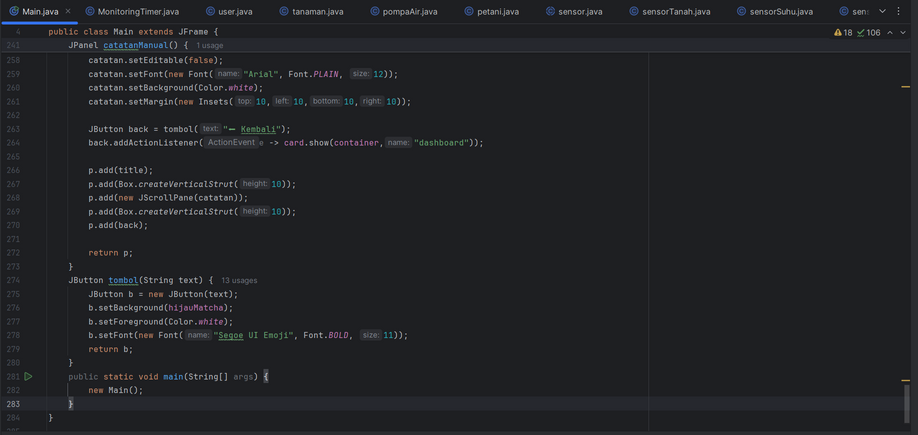 Main.java × MonitoringTimer.java user.java tanaman.java pompaAir.java petani.java sensor.java sensorTanah.java sensorSuhu.java sens
4 public class Main extends JFrame { 18 106
241 JPanel catatanManual() { 1 usage
258 catatan.setEditable(false);
259 catatan.setFont(new Font( name: "Arial", Font.PLAIN, size: 12));
260 catatan.setBackground(Color.white);
261 catatan.setMargin(new Insets( top: 10, left: 10, bottom: 10, right: 10));
262
263 JButton back = tombol( text: "← Kembali");
264 back.addActionListener( ActionEvent e -> card.show(container, name: "dashboard"));
265
266 p.add(title);
267 p.add(Box.createVerticalStrut( height: 10));
268 p.add(new JScrollPane(catatan));
269 p.add(Box.createVerticalStrut( height: 10));
270 p.add(back);
271
272 return p;
273 }
274 JButton tombol(String text) { 13 usages
275 JButton b = new JButton(text);
276 b.setBackground(hijauMatcha);
277 b.setForeground(Color.white);
278 b.setFont(new Font( name: "Segoe UI Emoji", Font.BOLD, size: 11));
279 return b;
280 }
281 public static void main(String[] args) {
282 new Main();
283 }
284 }